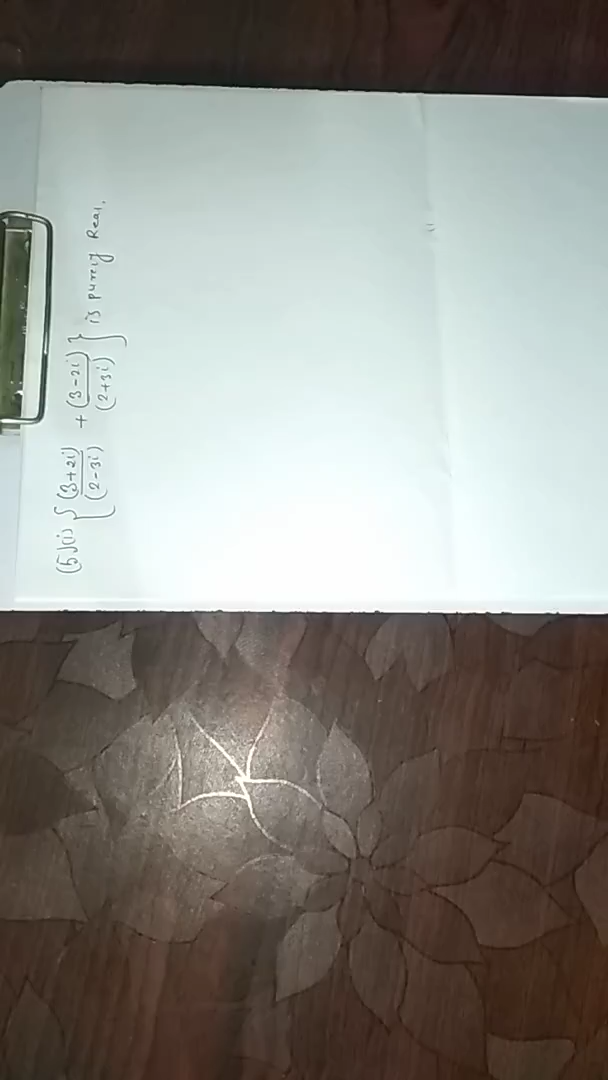 (5)(i) { (3+2i)/(2-3i) + (3-2i)/(2+3i) } is purely Real.